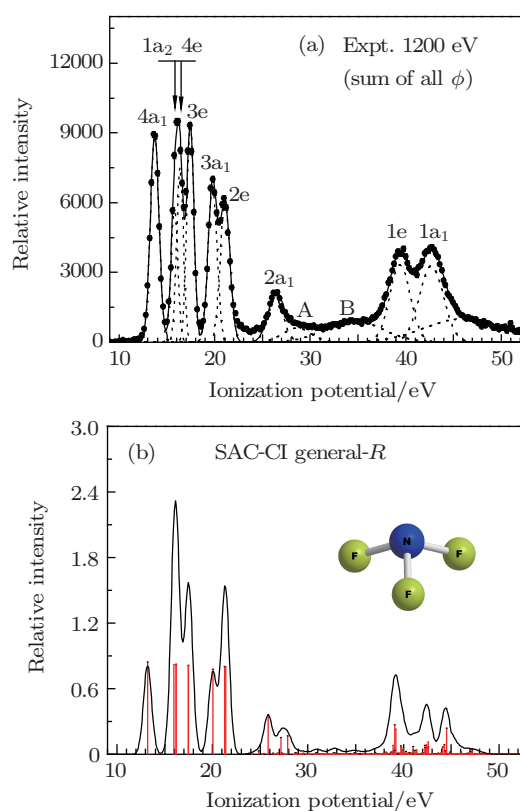 1a₂ 4e
(a) Expt. 1200 eV
(sum of all ϕ)
12000
9000
6000
3000
0
4a₁
3e
3a₁
2e
2a₁
A
B
1e
1a₁
Relative intensity
10 20 30 40 50
Ionization potential/eV
(b) SAC-CI general-R
3.0
2.4
1.8
1.2
0.6
0
N
F
F
F
Relative intensity
10 20 30 40 50
Ionization potential/eV